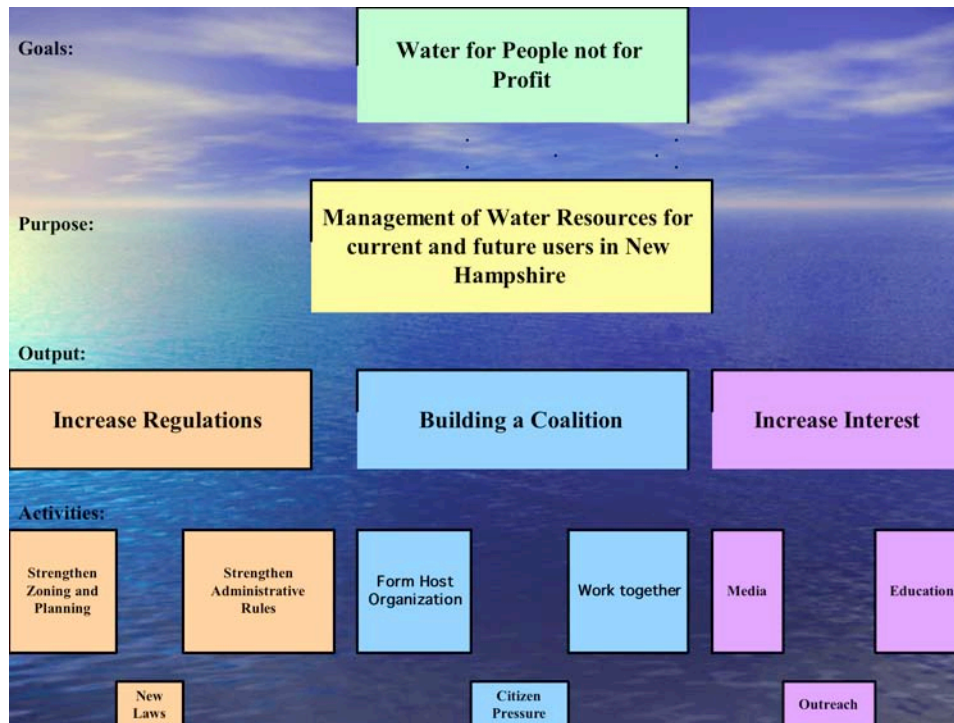 Goals:
Water for People not for
Profit
Purpose:
Management of Water Resources for
current and future users in New
Hampshire
Output:
Increase Regulations
Building a Coalition
Increase Interest
Activities:
Strengthen
Zoning and
Planning
Strengthen
Administrative
Rules
Form Host
Organization
Work together
Media
Education
New
Laws
Citizen
Pressure
Outreach